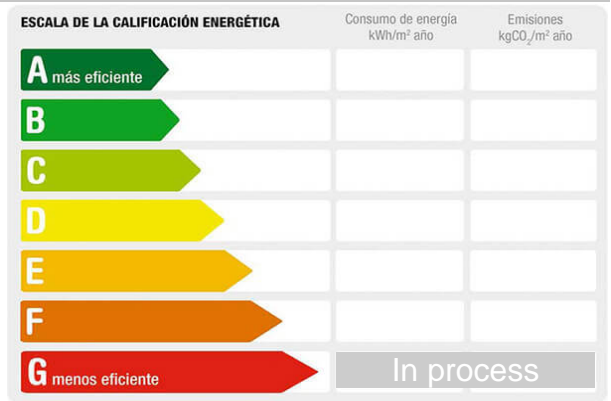 ESCALA DE LA CALIFICACIÓN ENERGÉTICA
Consumo de energía
kWh/m² año
Emisiones
kgCO₂/m² año
A más eficiente
B
C
D
E
F
G menos eficiente
In process